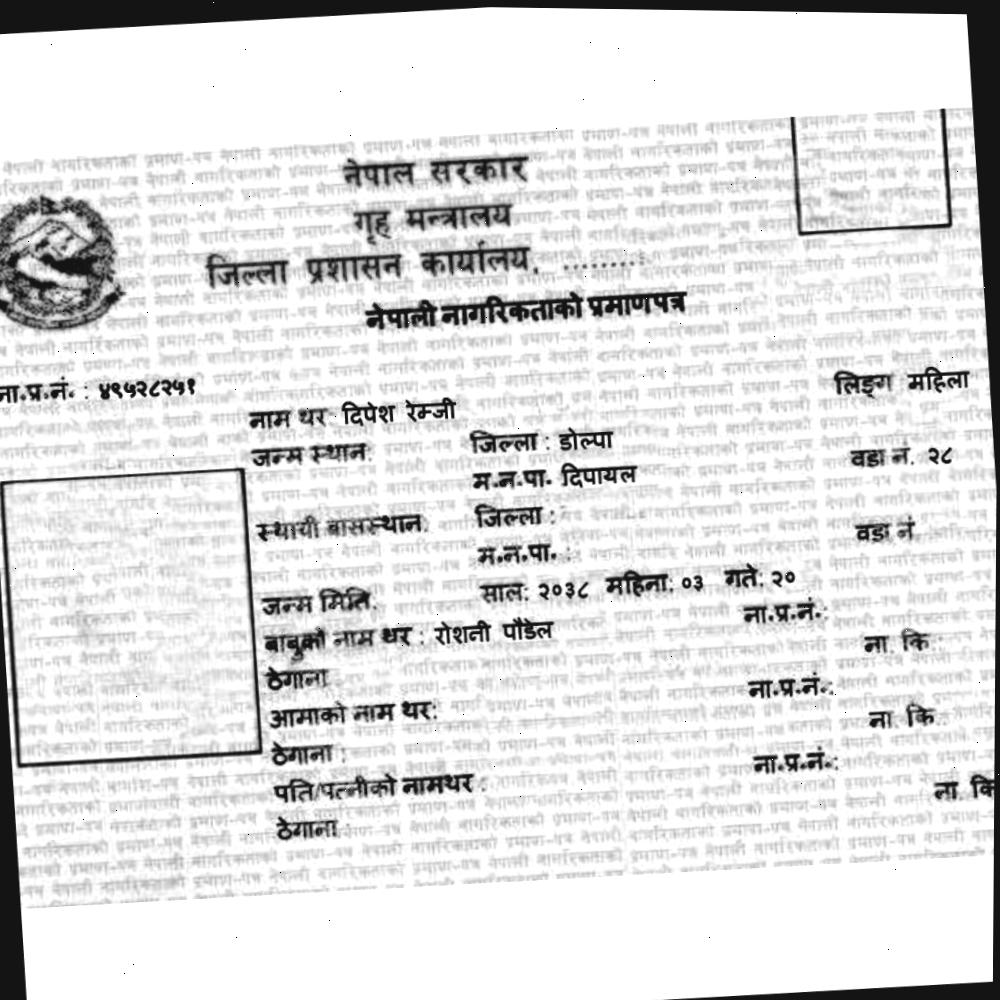 नेपाल सरकार
गृह मन्त्रालय
जिल्ला प्रशासन कार्यालय, .........
नेपाली नागरिकताको प्रमाणपत्र
ना.प्र.नं. : ४९५२८२५१ लिङ्ग महिला
नाम थर दिपेश रेम्जी
जन्म स्थान: जिल्ला : डोल्पा वडा नं. २८
म.न.पा. दिपायल
स्थायी बासस्थान: जिल्ला : वडा नं
म.न.पा. :
जन्म मिति: साल: २०३८ महिना: ०३ गते: २०
बाबुको नाम थर : रोशनी पौडेल ना.प्र.नं.:
ठेगाना : ना. कि.:
आमाको नाम थर: ना.प्र.नं.:
ठेगाना : ना. कि.
पति/पत्नीको नामथर : ना.प्र.नं.:
ठेगाना : ना. कि